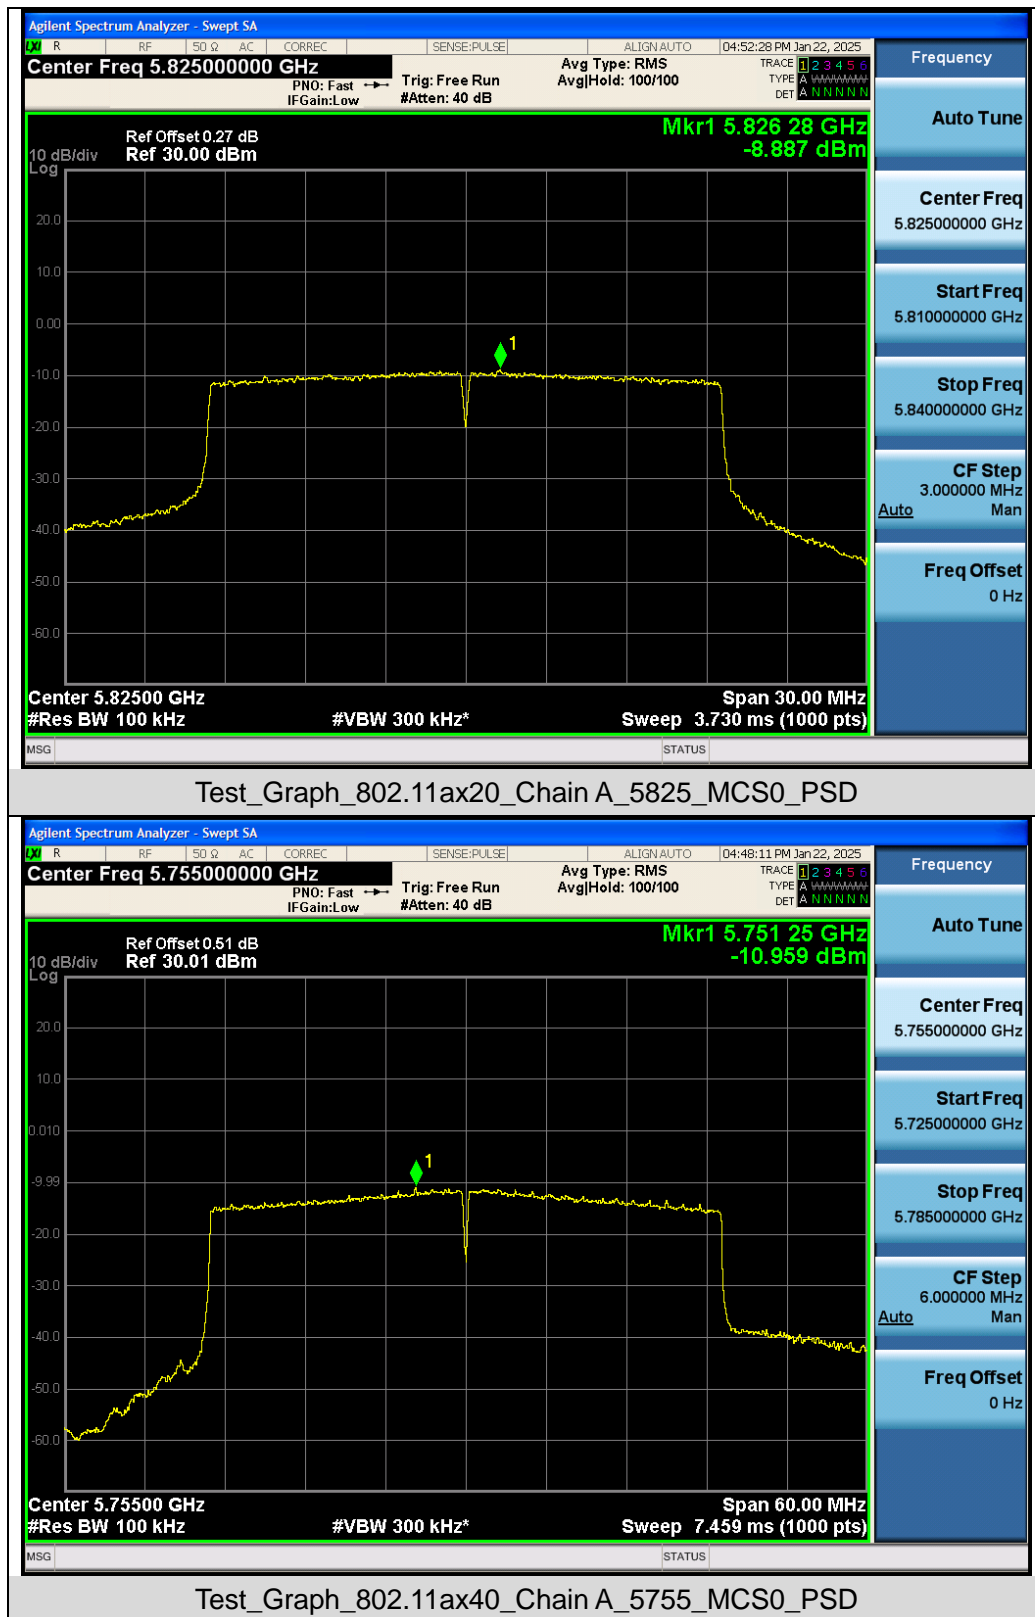 Agilent Spectrum Analyzer - Swept SA
LXI R RF 50 Ω AC CORREC SENSE:PULSE ALIGN AUTO 04:52:28 PM Jan 22, 2025
Center Freq 5.825000000 GHz
PNO: Fast
IFGain:Low
Trig: Free Run
#Atten: 40 dB
Avg Type: RMS
Avg|Hold: 100/100
TRACE 1 2 3 4 5 6
TYPE A WWWWW
DET A N N N N N
Frequency
Ref Offset 0.27 dB
Ref 30.00 dBm
10 dB/div
Log
Mkr1 5.826 28 GHz
-8.887 dBm
Auto Tune
20.0
10.0
0.00
-10.0
-20.0
-30.0
-40.0
-50.0
-60.0
1
Center Freq
5.825000000 GHz
Start Freq
5.810000000 GHz
Stop Freq
5.840000000 GHz
CF Step
3.000000 MHz
Auto Man
Freq Offset
0 Hz
Center 5.82500 GHz Span 30.00 MHz
#Res BW 100 kHz #VBW 300 kHz* Sweep 3.730 ms (1000 pts)
MSG STATUS
Test_Graph_802.11ax20_Chain A_5825_MCS0_PSD
Agilent Spectrum Analyzer - Swept SA
LXI R RF 50 Ω AC CORREC SENSE:PULSE ALIGN AUTO 04:48:11 PM Jan 22, 2025
Center Freq 5.755000000 GHz
PNO: Fast
IFGain:Low
Trig: Free Run
#Atten: 40 dB
Avg Type: RMS
Avg|Hold: 100/100
TRACE 1 2 3 4 5 6
TYPE A WWWWW
DET A N N N N N
Frequency
Ref Offset 0.51 dB
Ref 30.01 dBm
10 dB/div
Log
Mkr1 5.751 25 GHz
-10.959 dBm
Auto Tune
20.0
10.0
0.010
-9.99
-20.0
-30.0
-40.0
-50.0
-60.0
1
Center Freq
5.755000000 GHz
Start Freq
5.725000000 GHz
Stop Freq
5.785000000 GHz
CF Step
6.000000 MHz
Auto Man
Freq Offset
0 Hz
Center 5.75500 GHz Span 60.00 MHz
#Res BW 100 kHz #VBW 300 kHz* Sweep 7.459 ms (1000 pts)
MSG STATUS
Test_Graph_802.11ax40_Chain A_5755_MCS0_PSD